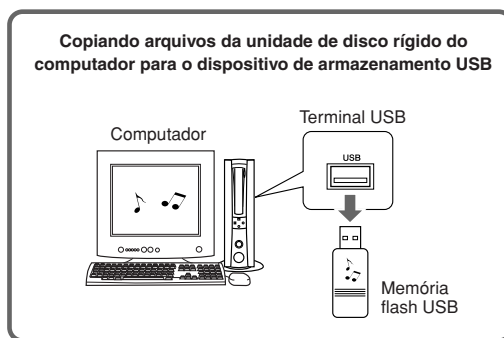 Copiando arquivos da unidade de disco rígido do
computador para o dispositivo de armazenamento USB
Terminal USB
Computador
USB
Memória
flash USB